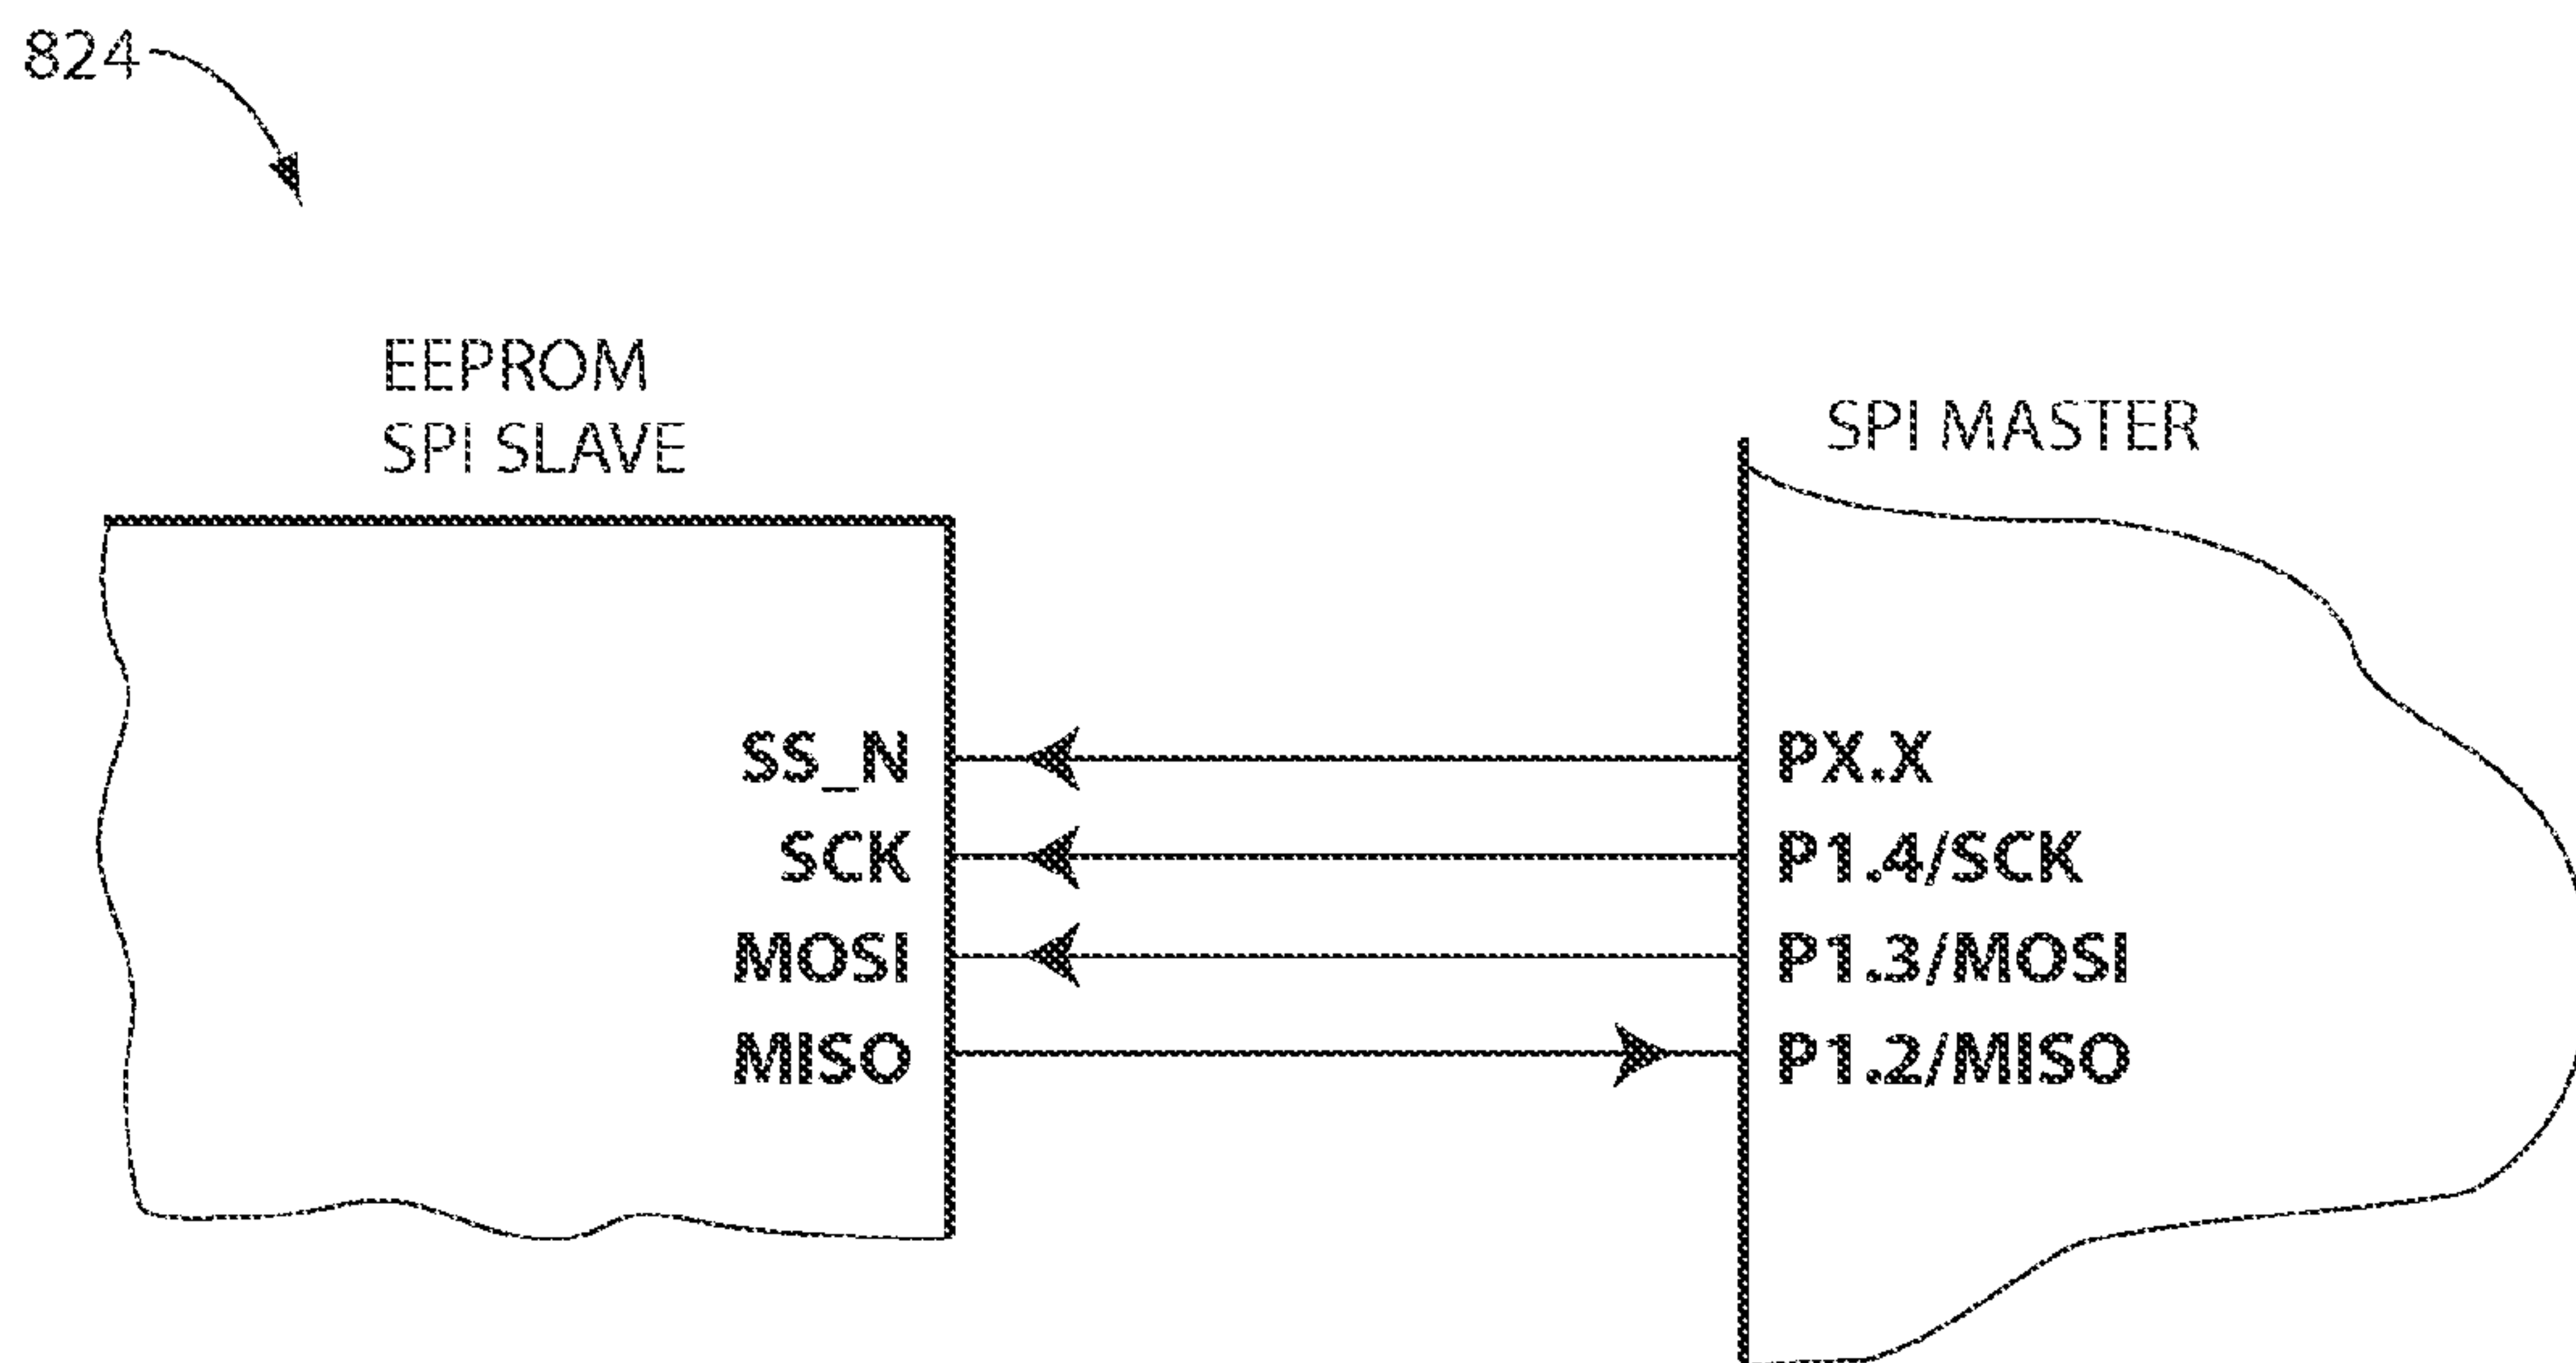 824
EEPROM
SPI SLAVE
SPI MASTER
SS_N
SCK
MOSI
MISO
PX.X
P1.4/SCK
P1.3/MOSI
P1.2/MISO